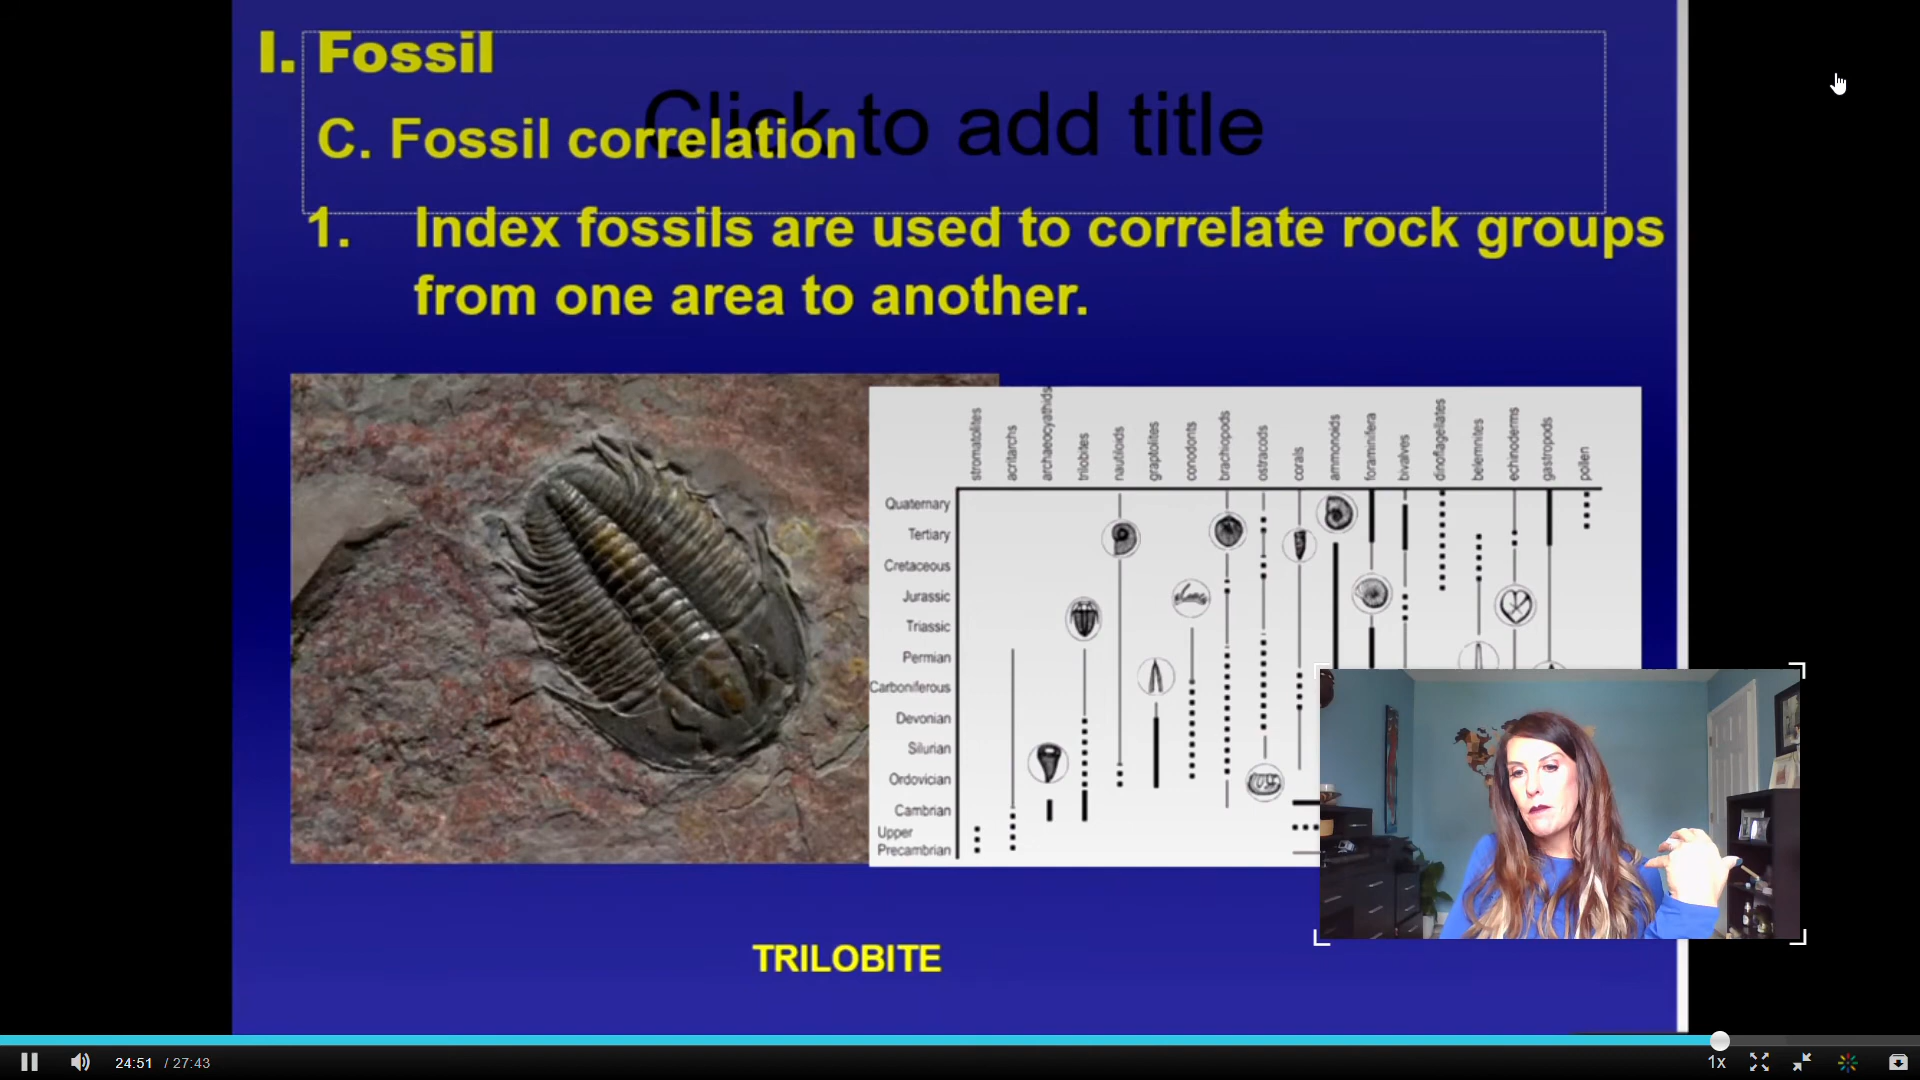 I. Fossil
Click to add title
C. Fossil correlation
1. Index fossils are used to correlate rock groups
from one area to another.
stromatolites
acritarchs
archaeocyathids
trilobites
nautiloids
graptolites
conodonts
brachiopods
ostracods
corals
ammonoids
foraminifera
bivalves
dinoflagellates
belemnites
echinoderms
gastropods
pollen
Quaternary
Tertiary
Cretaceous
Jurassic
Triassic
Permian
Carboniferous
Devonian
Silurian
Ordovician
Cambrian
Upper
Precambrian
TRILOBITE
24:51 / 27:43
1x